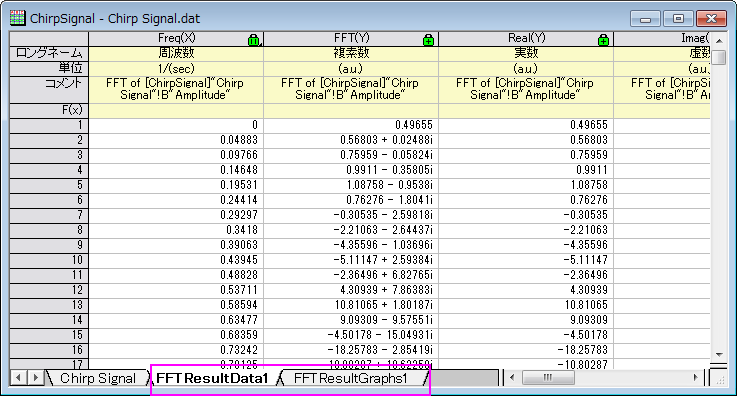 ChirpSignal - Chirp Signal.dat
Freq(X) FFT(Y) Real(Y) Imag(
ロングネーム 周波数 複素数 実数 虚数
単位 1/(sec) (a.u.) (a.u.) (a.u.)
コメント FFT of [ChirpSignal]"Chirp Signal"!B"Amplitude" FFT of [ChirpSignal]"Chirp Signal"!B"Amplitude" FFT of [ChirpSignal]"Chirp Signal"!B"Amplitude" FFT of [Chirp Signal"!B"Am
F(x)
1 0 0.49655 0.49655
2 0.04883 0.56803 + 0.02488i 0.56803
3 0.09766 0.75959 - 0.05824i 0.75959
4 0.14648 0.9911 - 0.35805i 0.9911
5 0.19531 1.08758 - 0.9538i 1.08758
6 0.24414 0.76276 - 1.8041i 0.76276
7 0.29297 -0.30535 - 2.59818i -0.30535
8 0.3418 -2.21063 - 2.64437i -2.21063
9 0.39063 -4.35596 - 1.03696i -4.35596
10 0.43945 -5.11147 + 2.59384i -5.11147
11 0.48828 -2.36496 + 6.82765i -2.36496
12 0.53711 4.30939 + 7.86383i 4.30939
13 0.58594 10.81065 + 1.80187i 10.81065
14 0.63477 9.09309 - 9.57551i 9.09309
15 0.68359 -4.50178 - 15.04931i -4.50178
16 0.73242 -18.25783 - 2.85419i -18.25783
17 0.78125 -10.80287
Chirp Signal FFTResultData1 FFTResultGraphs1